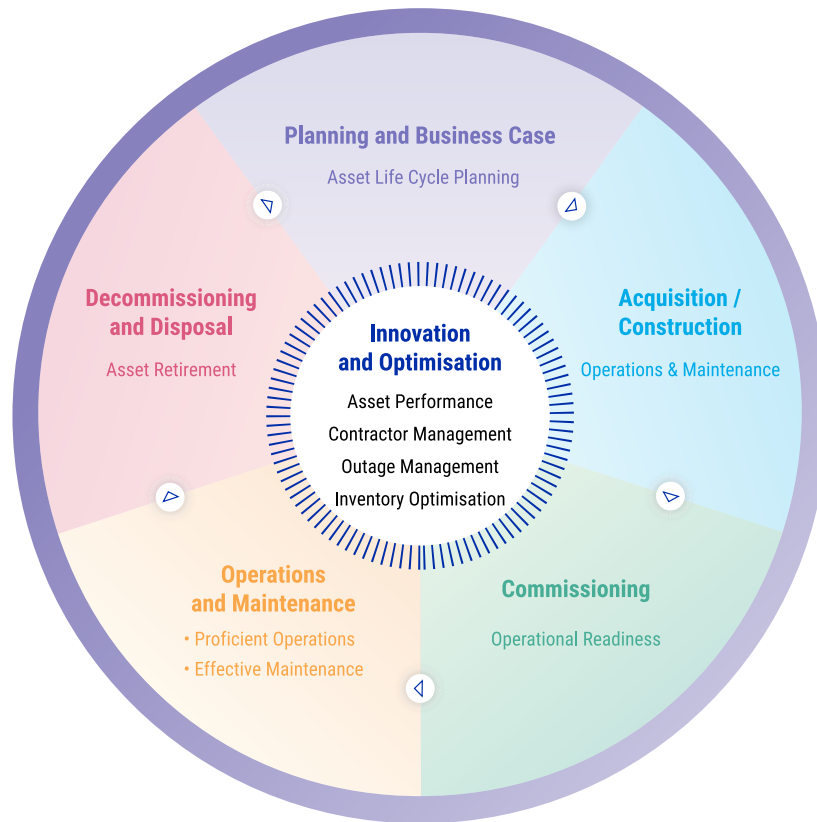 Planning and Business Case
Asset Life Cycle Planning
Acquisition /
Construction
Operations & Maintenance
Commissioning
Operational Readiness
Operations
and Maintenance
• Proficient Operations
• Effective Maintenance
Decommissioning
and Disposal
Asset Retirement
Innovation
and Optimisation
Asset Performance
Contractor Management
Outage Management
Inventory Optimisation